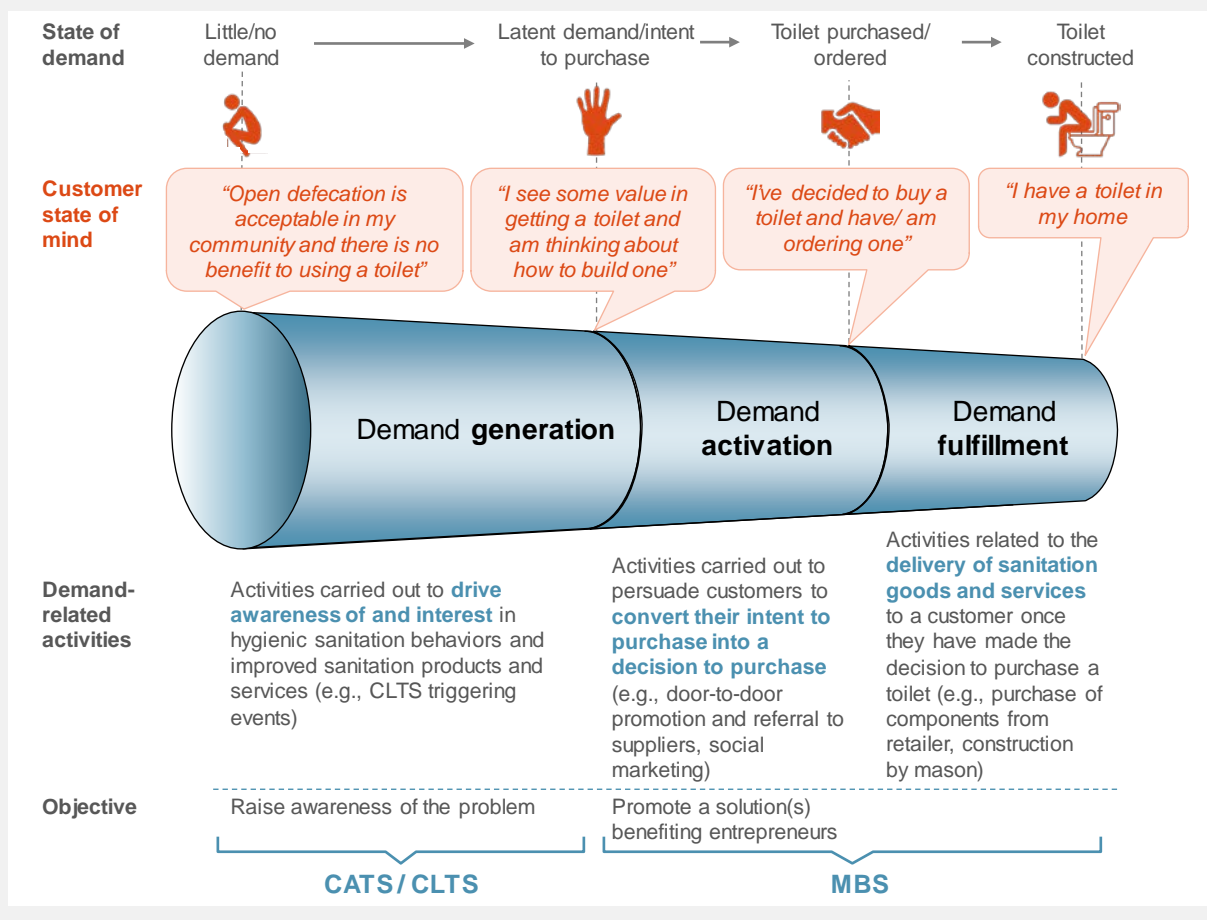 State of
demand
Little/no
demand
Latent demand/intent
to purchase
Toilet purchased/
ordered
Toilet
constructed
Customer
state of
mind
“Open defecation is
acceptable in my
community and there is no
benefit to using a toilet”
“I see some value in
getting a toilet and
am thinking about
how to build one”
“I’ve decided to buy a
toilet and have/ am
ordering one”
“I have a toilet in
my home
Demand generation
Demand
activation
Demand
fulfillment
Demand-
related
activities
Activities carried out to drive
awareness of and interest in
hygienic sanitation behaviors and
improved sanitation products and
services (e.g., CLTS triggering
events)
Activities carried out to
persuade customers to
convert their intent to
purchase into a
decision to purchase
(e.g., door-to-door
promotion and referral to
suppliers, social
marketing)
Activities related to the
delivery of sanitation
goods and services
to a customer once
they have made the
decision to purchase a
toilet (e.g., purchase of
components from
retailer, construction
by mason)
Objective
Raise awareness of the problem
Promote a solution(s)
benefiting entrepreneurs
CATS / CLTS
MBS